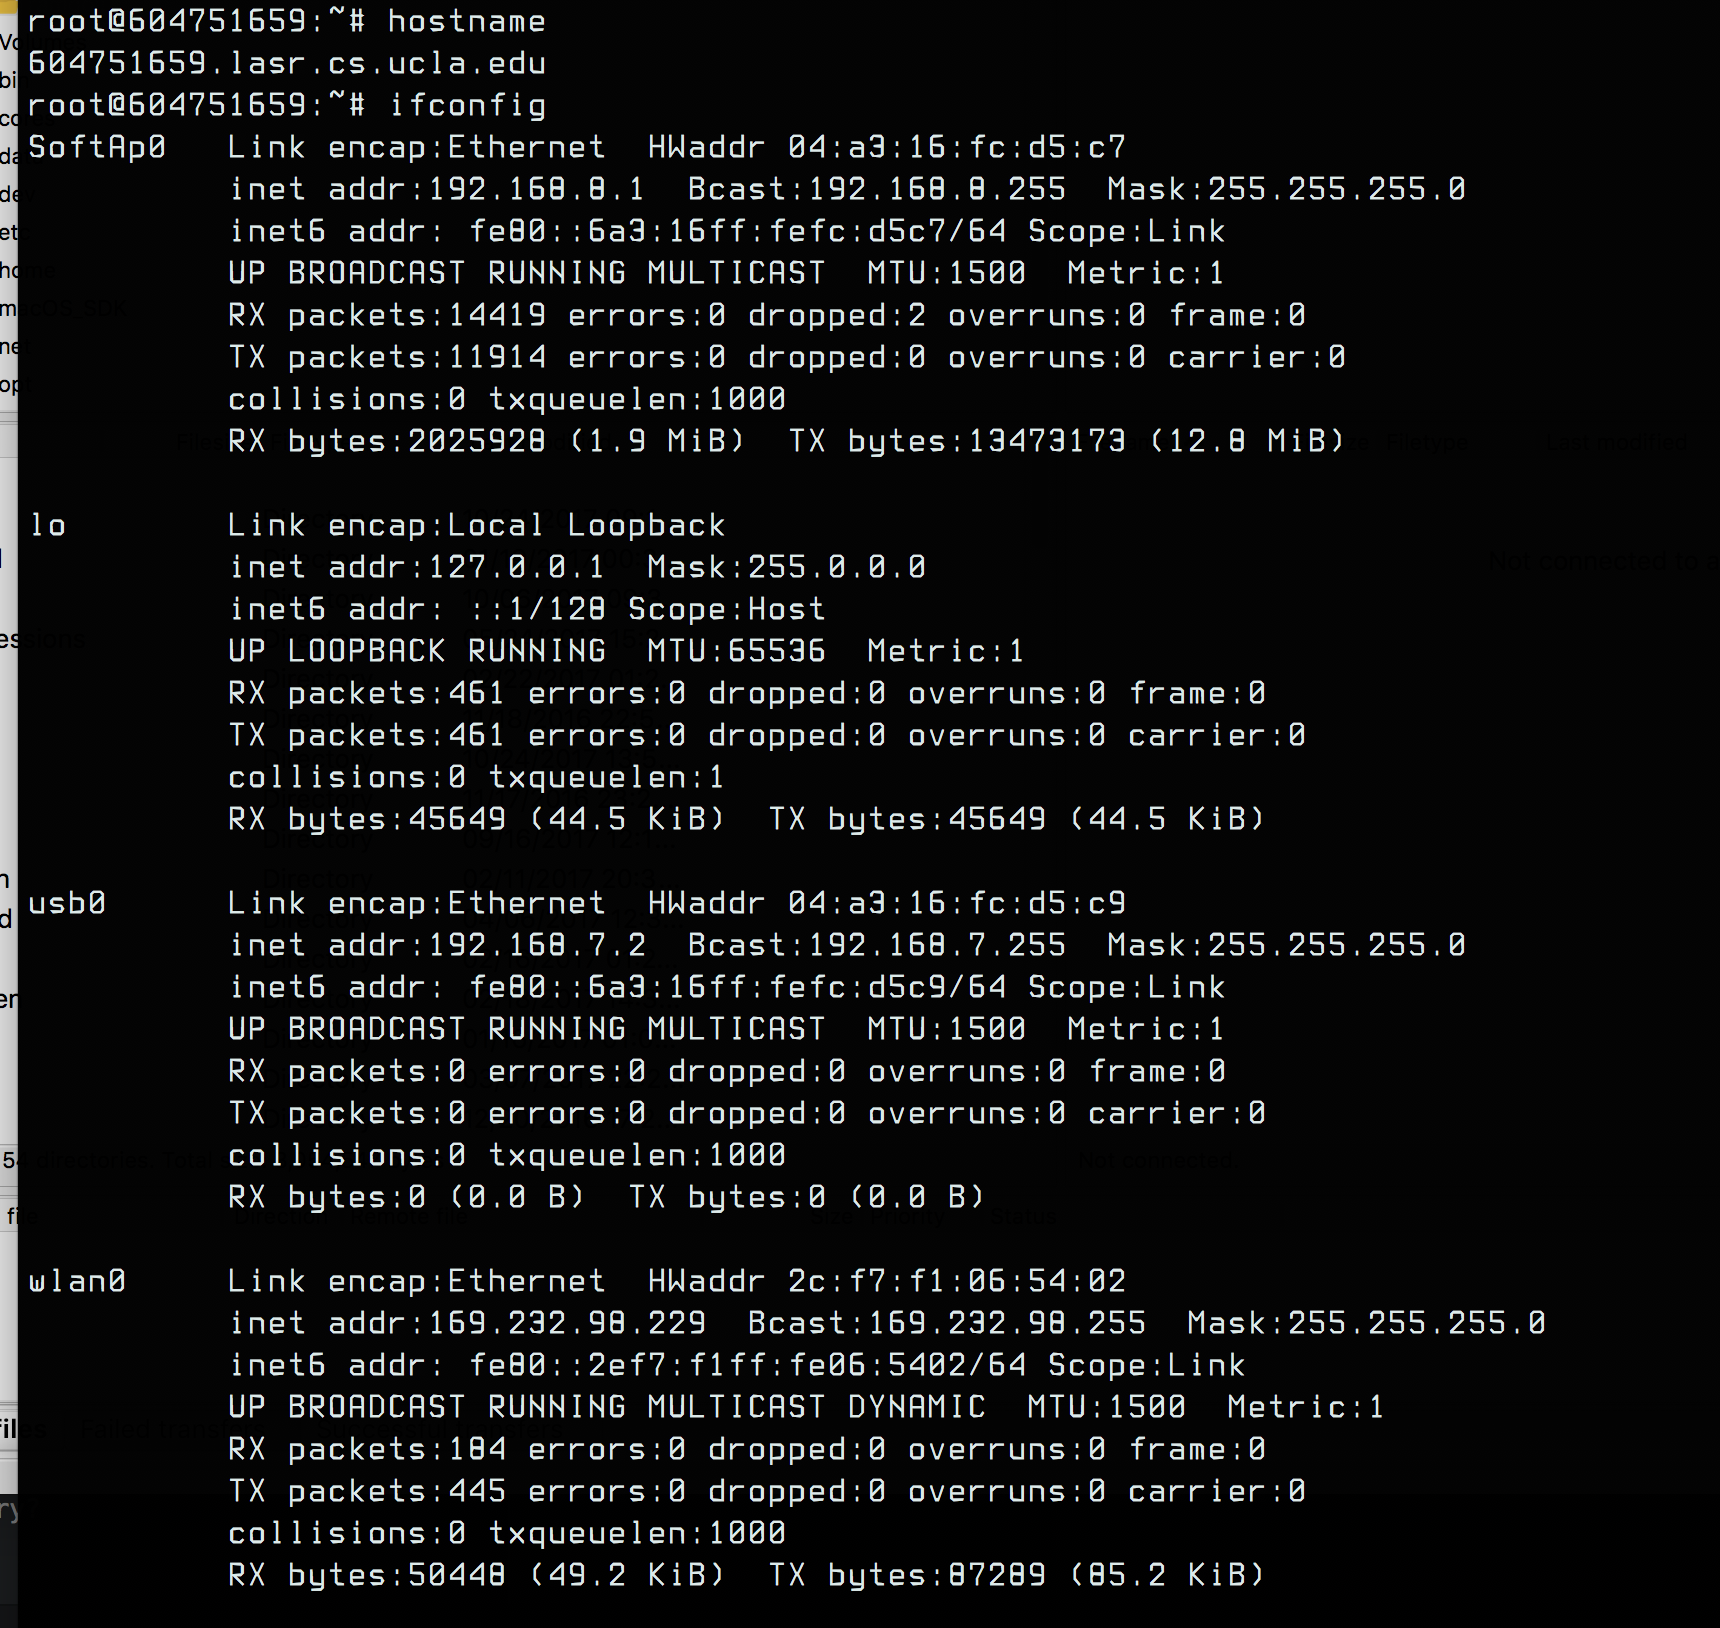 root@604751659:~# hostname
604751659.lasr.cs.ucla.edu
root@604751659:~# ifconfig
SoftAp0   Link encap:Ethernet  HWaddr 04:a3:16:fc:d5:c7
          inet addr:192.168.8.1  Bcast:192.168.8.255  Mask:255.255.255.0
          inet6 addr: fe80::6a3:16ff:fefc:d5c7/64 Scope:Link
          UP BROADCAST RUNNING MULTICAST  MTU:1500  Metric:1
          RX packets:14419 errors:0 dropped:2 overruns:0 frame:0
          TX packets:11914 errors:0 dropped:0 overruns:0 carrier:0
          collisions:0 txqueuelen:1000
          RX bytes:2025928 (1.9 MiB)  TX bytes:13473173 (12.8 MiB)

lo        Link encap:Local Loopback
          inet addr:127.0.0.1  Mask:255.0.0.0
          inet6 addr: ::1/128 Scope:Host
          UP LOOPBACK RUNNING  MTU:65536  Metric:1
          RX packets:461 errors:0 dropped:0 overruns:0 frame:0
          TX packets:461 errors:0 dropped:0 overruns:0 carrier:0
          collisions:0 txqueuelen:1
          RX bytes:45649 (44.5 KiB)  TX bytes:45649 (44.5 KiB)

usb0      Link encap:Ethernet  HWaddr 04:a3:16:fc:d5:c9
          inet addr:192.168.7.2  Bcast:192.168.7.255  Mask:255.255.255.0
          inet6 addr: fe80::6a3:16ff:fefc:d5c9/64 Scope:Link
          UP BROADCAST RUNNING MULTICAST  MTU:1500  Metric:1
          RX packets:0 errors:0 dropped:0 overruns:0 frame:0
          TX packets:0 errors:0 dropped:0 overruns:0 carrier:0
          collisions:0 txqueuelen:1000
          RX bytes:0 (0.0 B)  TX bytes:0 (0.0 B)

wlan0     Link encap:Ethernet  HWaddr 2c:f7:f1:06:54:02
          inet addr:169.232.98.229  Bcast:169.232.98.255  Mask:255.255.255.0
          inet6 addr: fe80::2ef7:f1ff:fe06:5402/64 Scope:Link
          UP BROADCAST RUNNING MULTICAST DYNAMIC  MTU:1500  Metric:1
          RX packets:184 errors:0 dropped:0 overruns:0 frame:0
          TX packets:445 errors:0 dropped:0 overruns:0 carrier:0
          collisions:0 txqueuelen:1000
          RX bytes:50448 (49.2 KiB)  TX bytes:87289 (85.2 KiB)